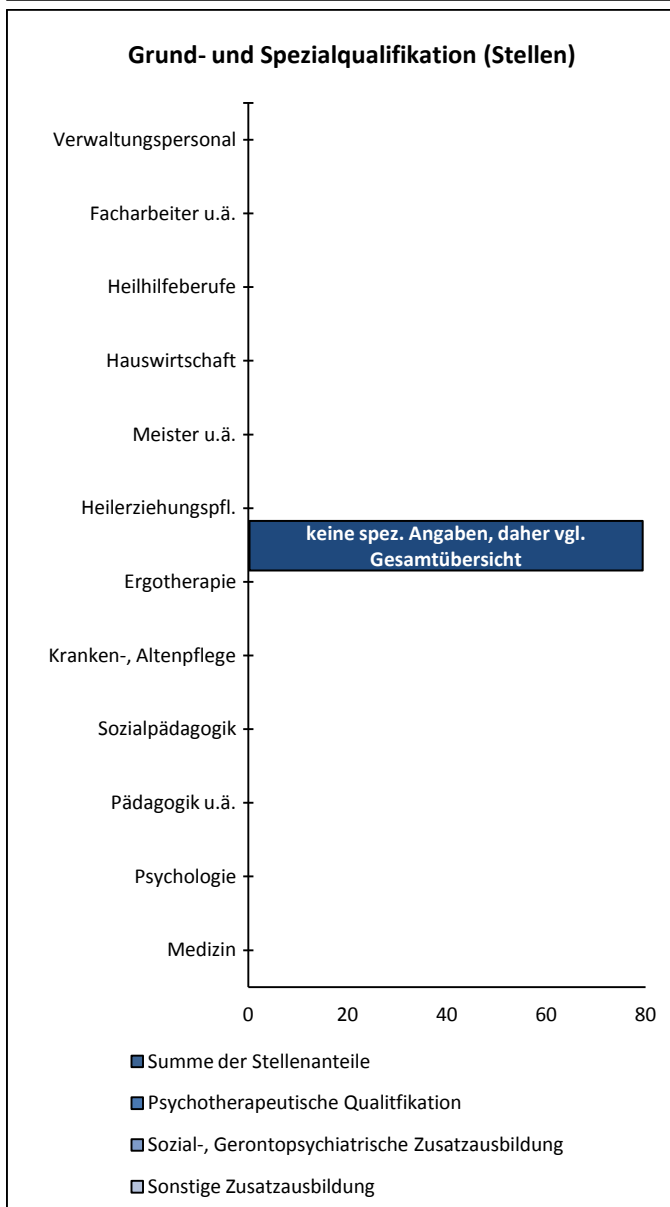 Grund- und Spezialqualifikation (Stellen)
Verwaltungspersonal
Facharbeiter u.ä.
Heilhilfeberufe
Hauswirtschaft
Meister u.ä.
Heilerziehungspfl.
keine spez. Angaben, daher vgl.
Gesamtübersicht
Ergotherapie
Kranken-, Altenpflege
Sozialpädagogik
Pädagogik u.ä.
Psychologie
Medizin
0 20 40 60 80
Summe der Stellenanteile
Psychotherapeutische Qualitfikation
Sozial-, Gerontopsychiatrische Zusatzausbildung
Sonstige Zusatzausbildung